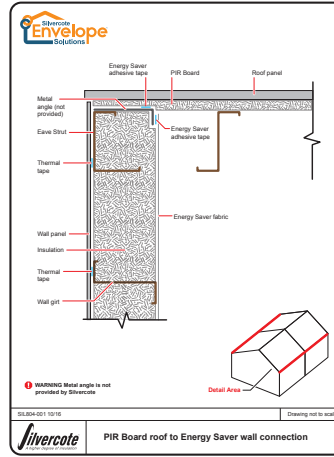 Silvercote
Envelope
Solutions
Energy Saver
adhesive tape
PIR Board
Roof panel
Metal
angle (not
provided)
Eave Strut
Energy Saver
adhesive tape
Thermal
tape
Energy Saver fabric
Wall panel
Insulation
Thermal
tape
Wall girt
! WARNING Metal angle is not
provided by Silvercote
Detail Area
SIL804-001 10/16
Drawing not to scal
Silvercote
A higher degree of insulation
PIR Board roof to Energy Saver wall connection